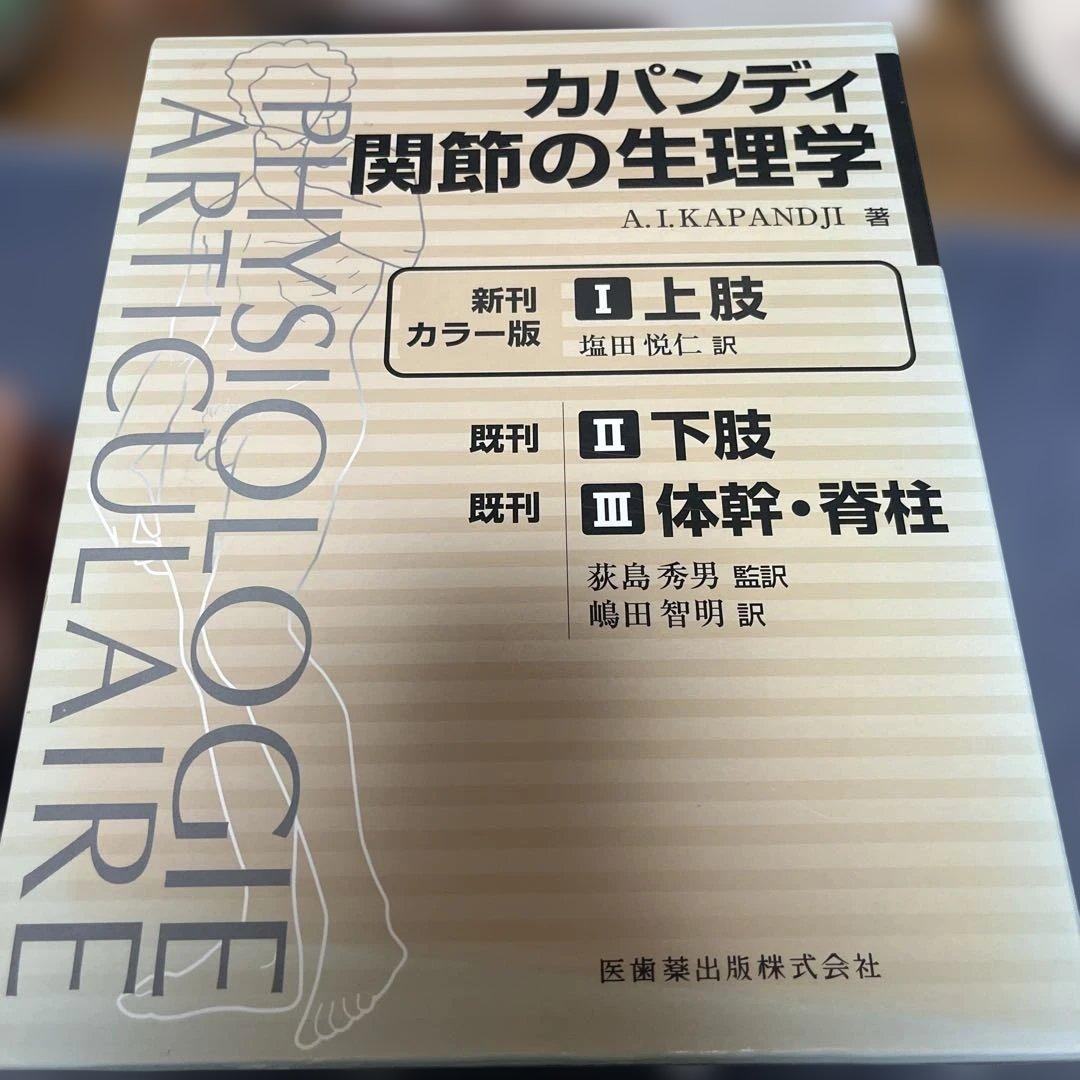 カパンディ
関節の生理学
A.I.KAPANDJI 著
新刊
カラー版
I 上肢
塩田悦仁 訳
既刊 II 下肢
既刊 III 体幹・脊柱
荻島秀男 監訳
嶋田智明 訳
PHYSIOLOGIE
ARTICULAIRE
医歯薬出版株式会社